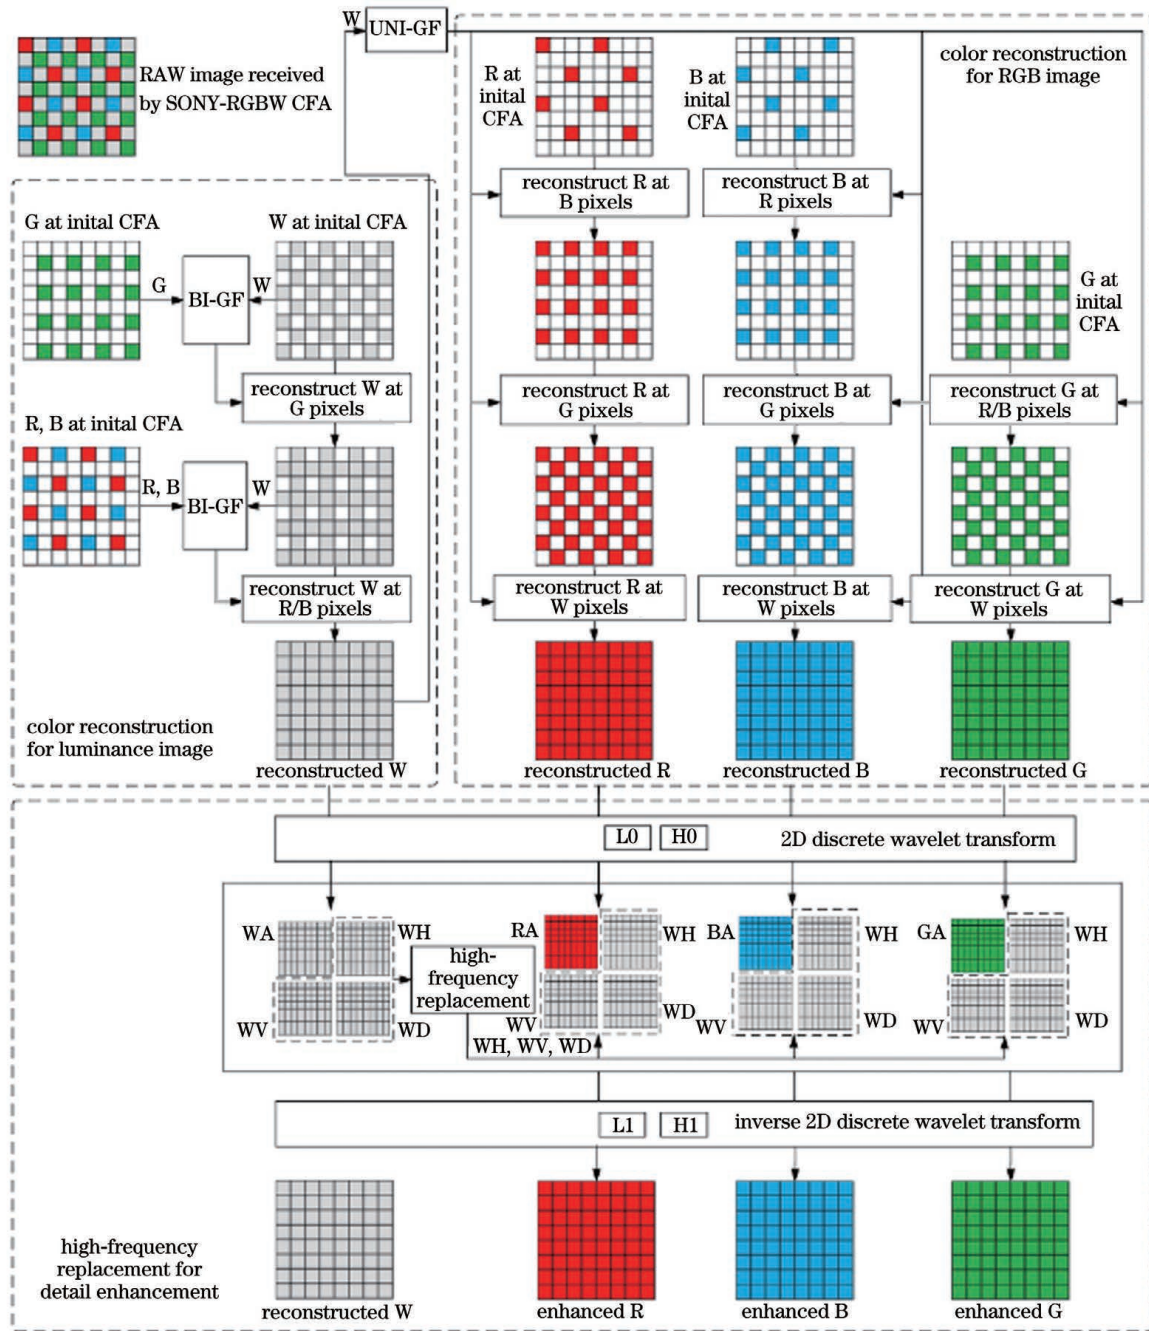 W
UNI-GF
RAW image received
by SONY-RGBW CFA
R at
inital
CFA
B at
inital
CFA
color reconstruction
for RGB image
reconstruct R at
B pixels
reconstruct B at
R pixels
G at inital CFA
W at inital CFA
G
BI-GF
W
G at
inital
CFA
reconstruct W at
G pixels
reconstruct R at
G pixels
reconstruct B at
G pixels
reconstruct G at
R/B pixels
R, B at inital CFA
R, B
BI-GF
W
reconstruct W at
R/B pixels
reconstruct R at
W pixels
reconstruct B at
W pixels
reconstruct G at
W pixels
color reconstruction
for luminance image
reconstructed W
reconstructed R
reconstructed B
reconstructed G
L0
H0
2D discrete wavelet transform
WA
WH
WV
WD
high-
frequency
replacement
RA
WH
WV
WD
BA
WH
WV
WD
GA
WH
WV
WD
WH, WV, WD
L1
H1
inverse 2D discrete wavelet transform
high-frequency
replacement for
detail enhancement
reconstructed W
enhanced R
enhanced B
enhanced G